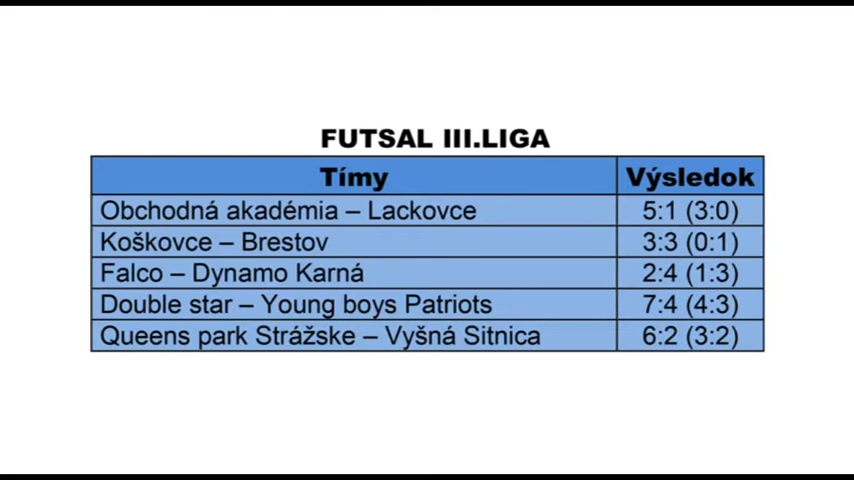 FUTSAL III.LIGA
Tímy Výsledok
Obchodná akadémia – Lackovce 5:1 (3:0)
Koškovce – Brestov 3:3 (0:1)
Falco – Dynamo Karná 2:4 (1:3)
Double star – Young boys Patriots 7:4 (4:3)
Queens park Strážske – Vyšná Sitnica 6:2 (3:2)